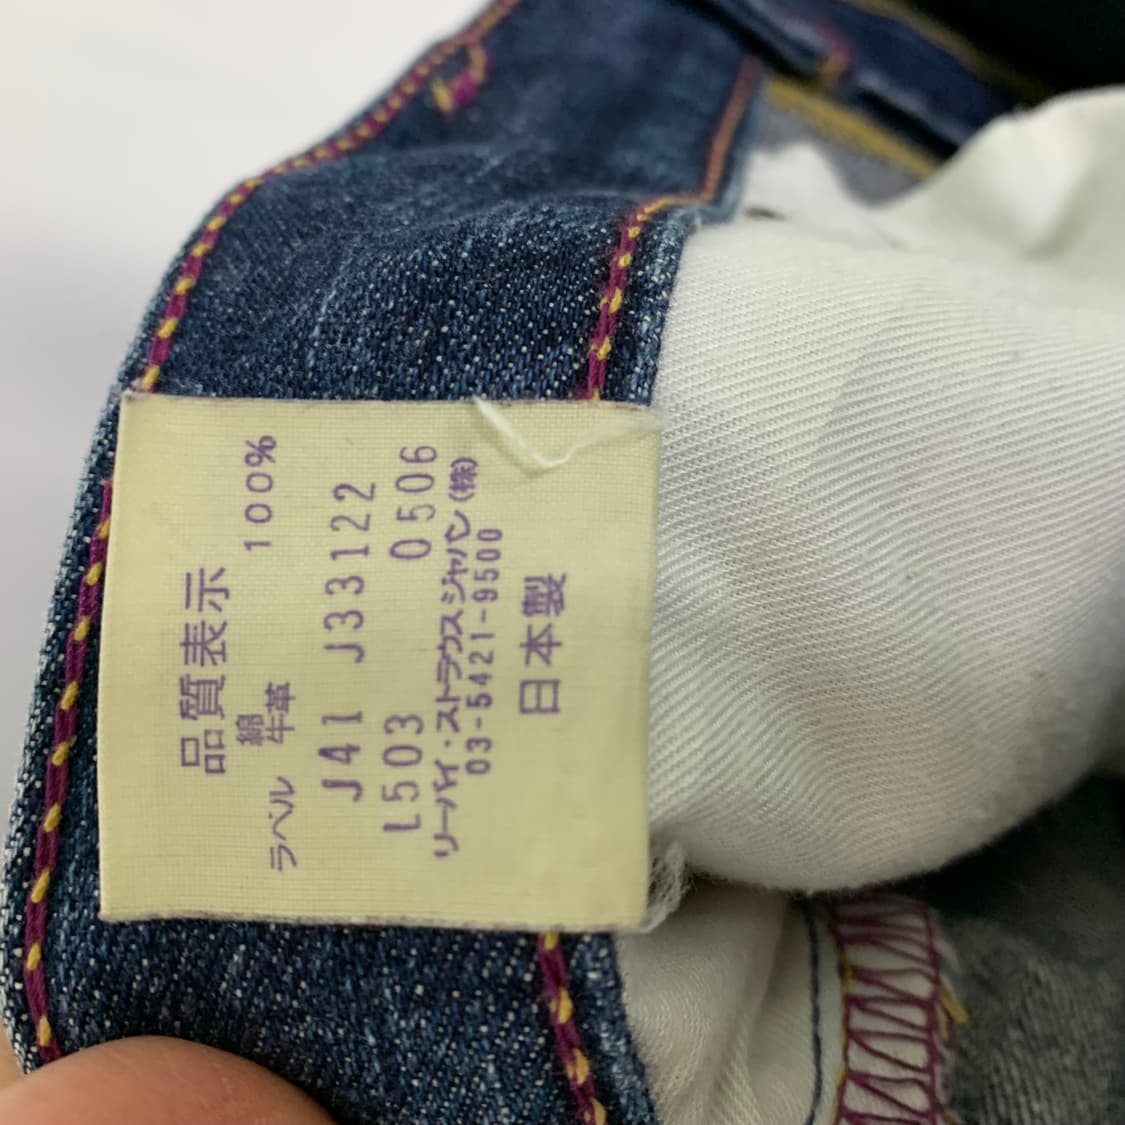 品質表示
綿 100%
ラベル 牛革
J41 J33122
L503 0506
リーバイ・ストラウス ジャパン(株)
03-5421-9500
日本製